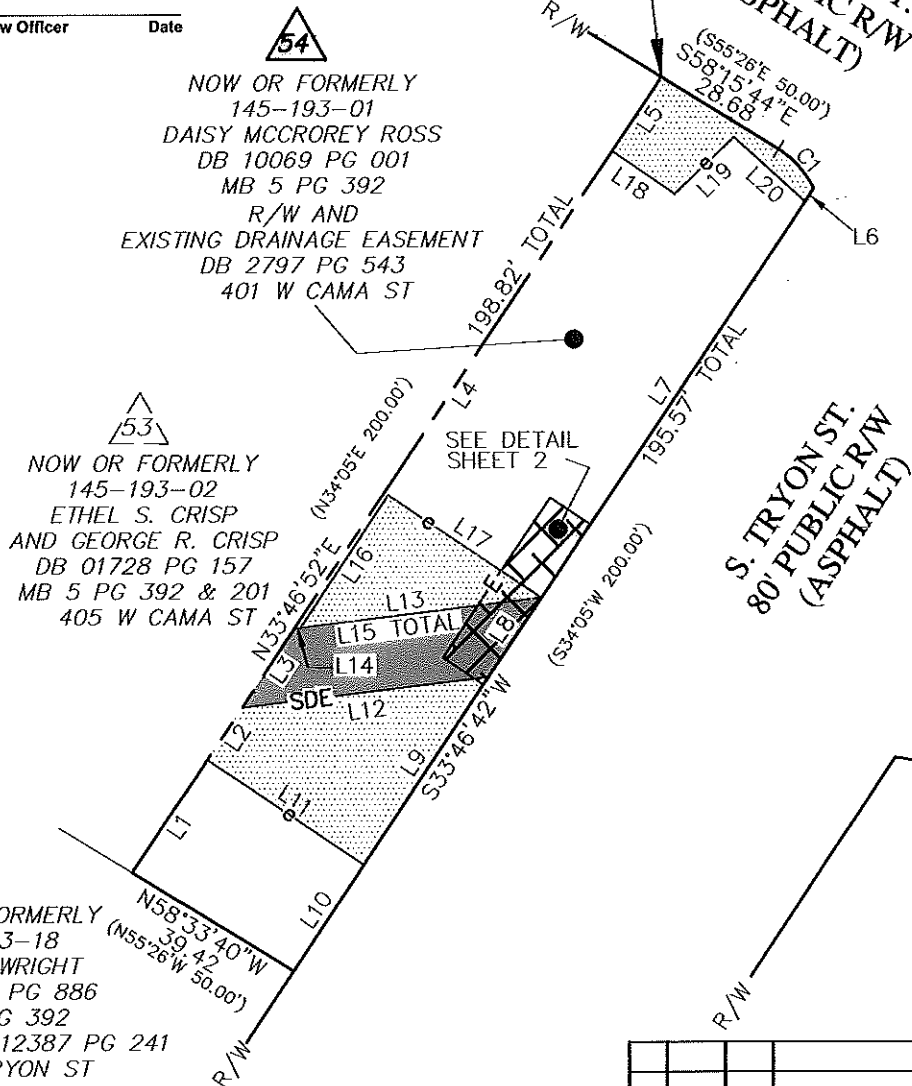 w Officer Date
54
NOW OR FORMERLY
145-193-01
DAISY MCCROREY ROSS
DB 10069 PG 001
MB 5 PG 392
R/W AND
EXISTING DRAINAGE EASEMENT
DB 2797 PG 543
401 W CAMA ST
R/W
T.
IC R/W
SPHALT)
(S55°26'E 50.00')
S58°15'44"E
28.68
C1
L5
L18
L19
L20
L6
198.82' TOTAL
L4
L7
195.57' TOTAL
53
NOW OR FORMERLY
145-193-02
ETHEL S. CRISP
AND GEORGE R. CRISP
DB 01728 PG 157
MB 5 PG 392 & 201
405 W CAMA ST
(N34°05'E 200.00')
N33°46'52"E
SEE DETAIL
SHEET 2
S. TRYON ST.
80' PUBLIC R/W
(ASPHALT)
L17
L16
E
L13
L15 TOTAL
L8
L14
L3
SDE
L12
(S34°05'W 200.00')
S33°46'42"W
L2
L9
L11
L1
L10
N58°33'40"W
39.42
(N55°26'W 50.00')
ORMERLY
3-18
WRIGHT
PG 886
G 392
12387 PG 241
RYON ST
R/W
R/W